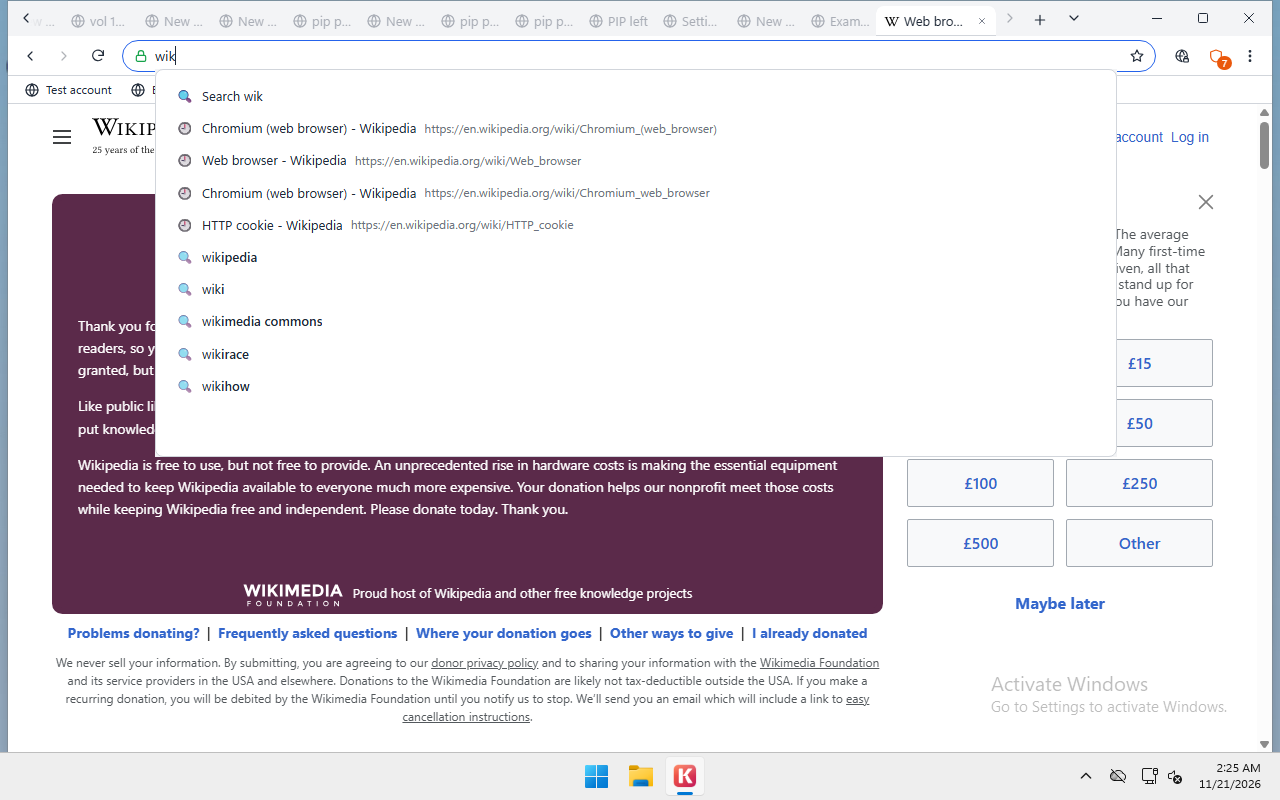 vol 1...
New ...
New ...
pip p...
New ...
pip p...
pip p...
PIP left
Setti...
New ...
Exam...
Web bro...
wik
7
Test account
Search wik
Chromium (web browser) - Wikipedia https://en.wikipedia.org/wiki/Chromium_(web_browser)
Web browser - Wikipedia https://en.wikipedia.org/wiki/Web_browser
Chromium (web browser) - Wikipedia https://en.wikipedia.org/wiki/Chromium_web_browser
HTTP cookie - Wikipedia https://en.wikipedia.org/wiki/HTTP_cookie
wikipedia
wiki
wikimedia commons
wikirace
wikihow
WIKIP
25 years of the
account Log in
The average
Many first-time
iven, all that
stand up for
ou have our
Thank you fo
readers, so y
granted, but
Like public li
put knowled
Wikipedia is free to use, but not free to provide. An unprecedented rise in hardware costs is making the essential equipment
needed to keep Wikipedia available to everyone much more expensive. Your donation helps our nonprofit meet those costs
while keeping Wikipedia free and independent. Please donate today. Thank you.
WIKIMEDIA
FOUNDATION
Proud host of Wikipedia and other free knowledge projects
£15
£50
£100
£250
£500
Other
Maybe later
Problems donating? | Frequently asked questions | Where your donation goes | Other ways to give | I already donated
We never sell your information. By submitting, you are agreeing to our donor privacy policy and to sharing your information with the Wikimedia Foundation
and its service providers in the USA and elsewhere. Donations to the Wikimedia Foundation are likely not tax-deductible outside the USA. If you make a
recurring donation, you will be debited by the Wikimedia Foundation until you notify us to stop. We'll send you an email which will include a link to easy
cancellation instructions.
Activate Windows
Go to Settings to activate Windows.
2:25 AM
11/21/2026